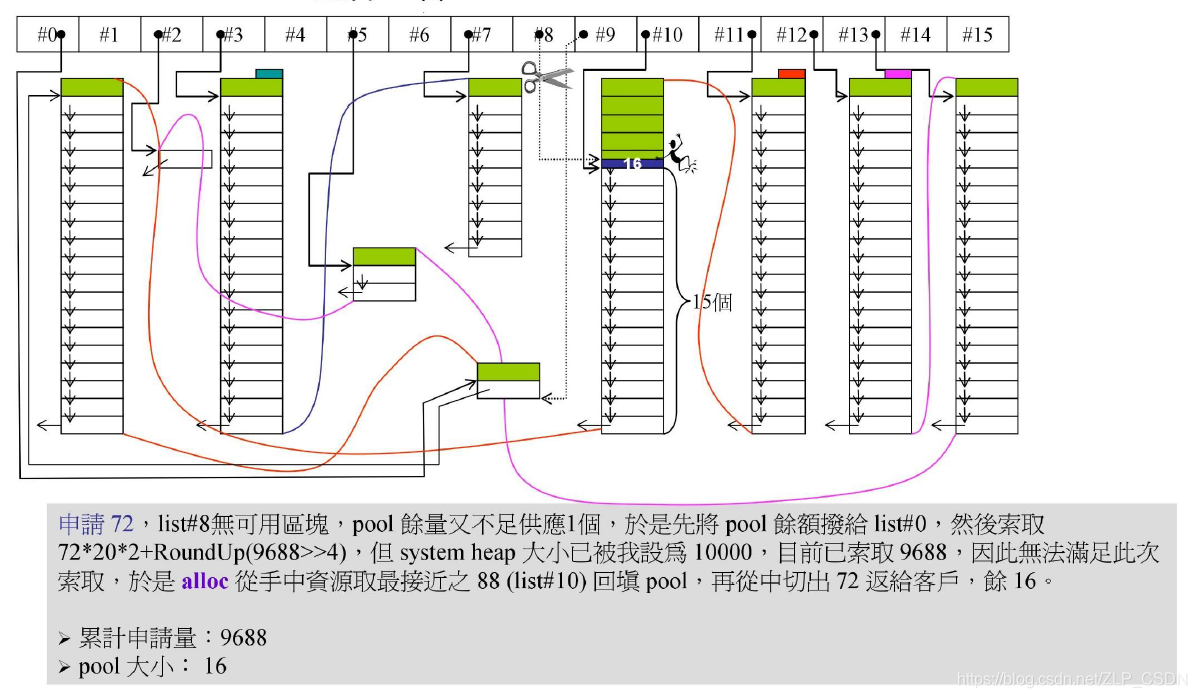 #0 #1 #2 #3 #4 #5 #6 #7 #8 #9 #10 #11 #12 #13 #14 #15
16
15個
申請 72，list#8無可用區塊，pool 餘量又不足供應1個，於是先將 pool 餘額撥給 list#0，然後索取
72*20*2+RoundUp(9688>>4)，但 system heap 大小已被我設爲 10000，目前已索取 9688，因此無法滿足此次
索取，於是 alloc 從手中資源取最接近之 88 (list#10) 回填 pool，再從中切出 72 返給客戶，餘 16。
➢ 累計申請量：9688
➢ pool 大小： 16
https://blog.csdn.net/ZLP_CSDN